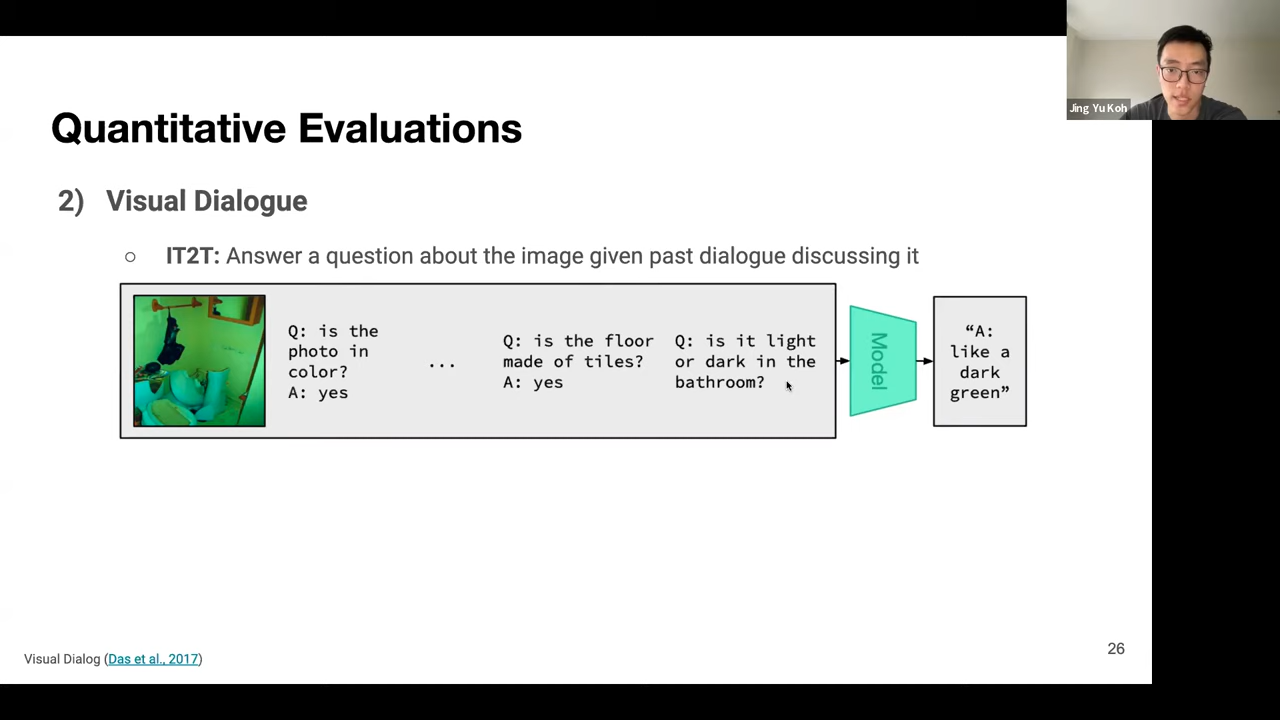 Jing Yu Koh
Quantitative Evaluations
2) Visual Dialogue
○ IT2T: Answer a question about the image given past dialogue discussing it
Q: is the
photo in
color?
A: yes
...
Q: is the floor
made of tiles?
A: yes
Q: is it light
or dark in the
bathroom?
Model
“A:
like a
dark
green”
Visual Dialog (Das et al., 2017)
26